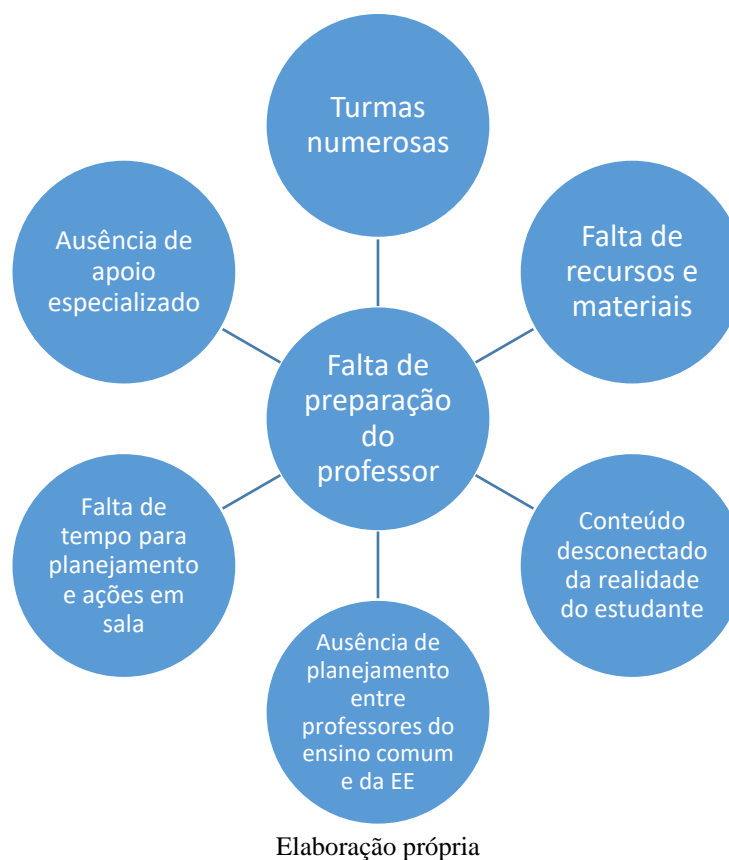 Turmas
numerosas
Falta de
recursos e
materiais
Conteúdo
desconectado
da realidade
do estudante
Ausência de
planejamento
entre
professores do
ensino comum
e da EE
Falta de
tempo para
planejamento
e ações em
sala
Ausência de
apoio
especializado
Falta de
preparação
do
professor
Elaboração própria